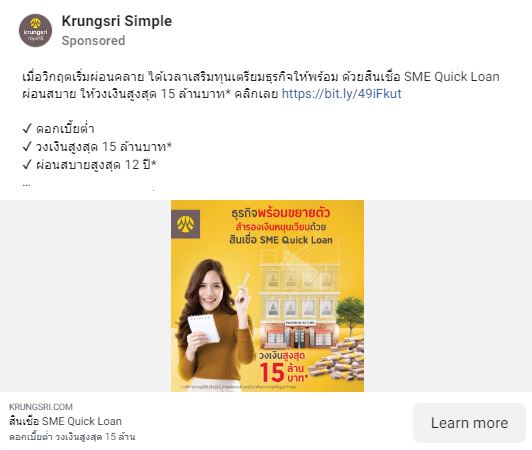 krungsri
กรุงศรี
Krungsri Simple
Sponsored
เมื่อวิกฤตเริ่มผ่อนคลาย ได้เวลาเสริมทุนเตรียมธุรกิจให้พร้อม ด้วยสินเชื่อ SME Quick Loan
ผ่อนสบาย ให้วงเงินสูงสุด 15 ล้านบาท* คลิกเลย https://bit.ly/49iFkut
✓ ดอกเบี้ยต่ำ
✓ วงเงินสูงสุด 15 ล้านบาท*
✓ ผ่อนสบายสูงสุด 12 ปี*
...
ธุรกิจพร้อมขยายตัว
สำรองเงินหมุนเวียนด้วย
สินเชื่อ SME Quick Loan
FASHION STORE
วงเงินสูงสุด
15 ล้านบาท*
KRUNGSRI.COM
สินเชื่อ SME Quick Loan
ดอกเบี้ยต่ำ วงเงินสูงสุด 15 ล้าน
Learn more